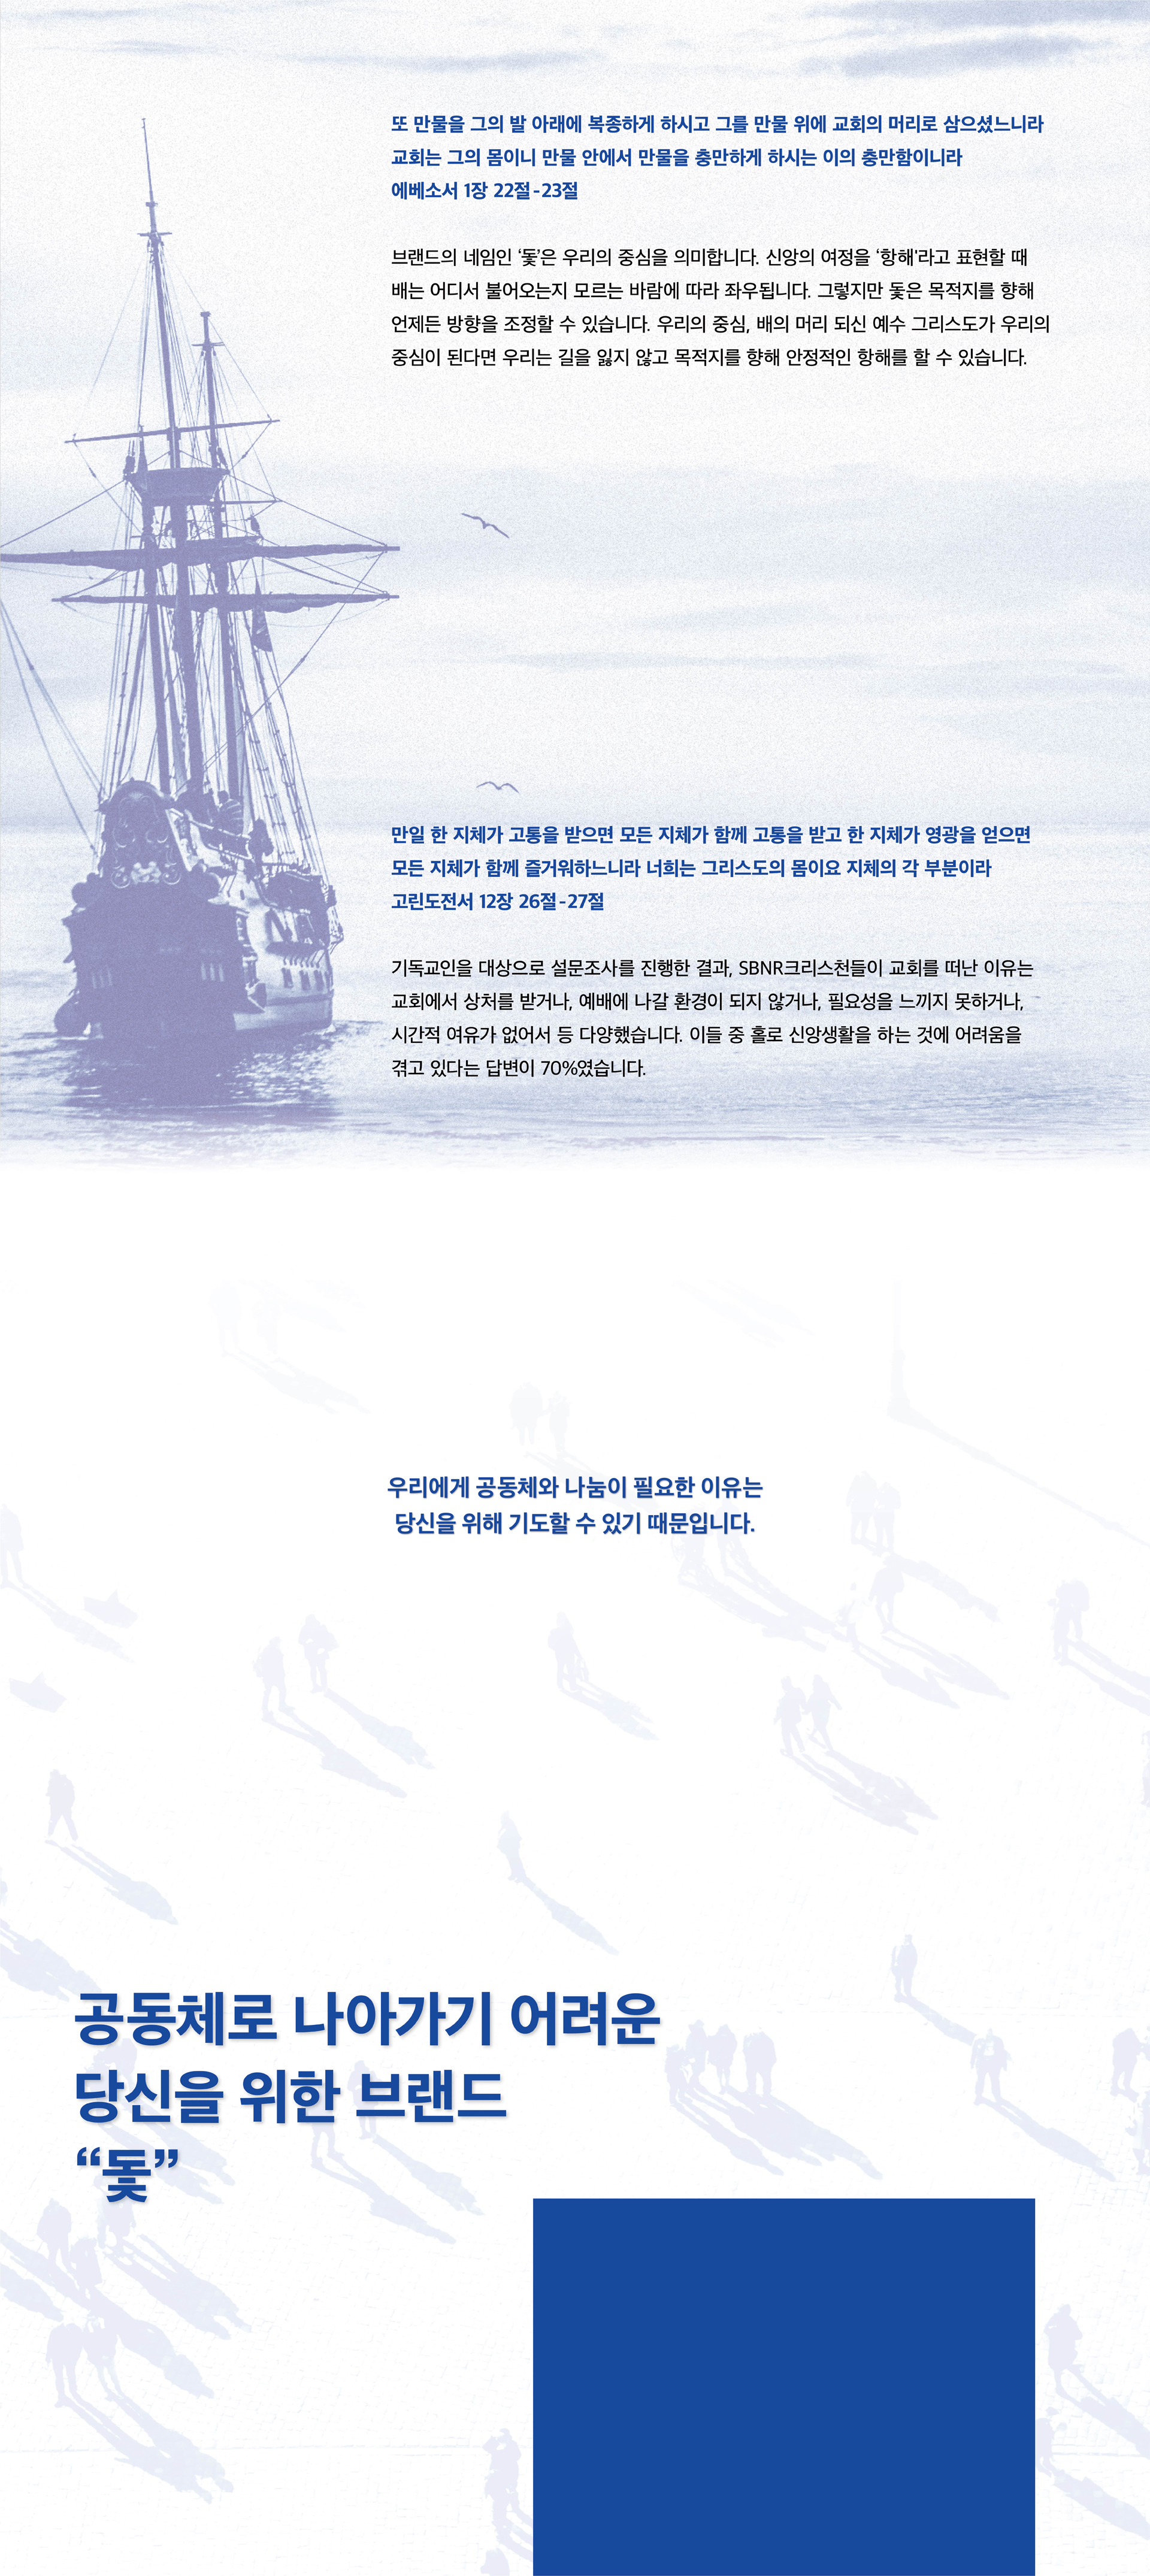 또 만물을 그의 발 아래에 복종하게 하시고 그를 만물 위에 교회의 머리로 삼으셨느니라
교회는 그의 몸이니 만물 안에서 만물을 충만하게 하시는 이의 충만함이니라
에베소서 1장 22절-23절
브랜드의 네임인 ‘돛’은 우리의 중심을 의미합니다. 신앙의 여정을 ‘항해’라고 표현할 때
배는 어디서 불어오는지 모르는 바람에 따라 좌우됩니다. 그렇지만 돛은 목적지를 향해
언제든 방향을 조정할 수 있습니다. 우리의 중심, 배의 머리 되신 예수 그리스도가 우리의
중심이 된다면 우리는 길을 잃지 않고 목적지를 향해 안정적인 항해를 할 수 있습니다.
만일 한 지체가 고통을 받으면 모든 지체가 함께 고통을 받고 한 지체가 영광을 얻으면
모든 지체가 함께 즐거워하느니라 너희는 그리스도의 몸이요 지체의 각 부분이라
고린도전서 12장 26절-27절
기독교인을 대상으로 설문조사를 진행한 결과, SBNR크리스천들이 교회를 떠난 이유는
교회에서 상처를 받거나, 예배에 나갈 환경이 되지 않거나, 필요성을 느끼지 못하거나,
시간적 여유가 없어서 등 다양했습니다. 이들 중 홀로 신앙생활을 하는 것에 어려움을
겪고 있다는 답변이 70%였습니다.
우리에게 공동체와 나눔이 필요한 이유는
당신을 위해 기도할 수 있기 때문입니다.
공동체로 나아가기 어려운
당신을 위한 브랜드
“돛”